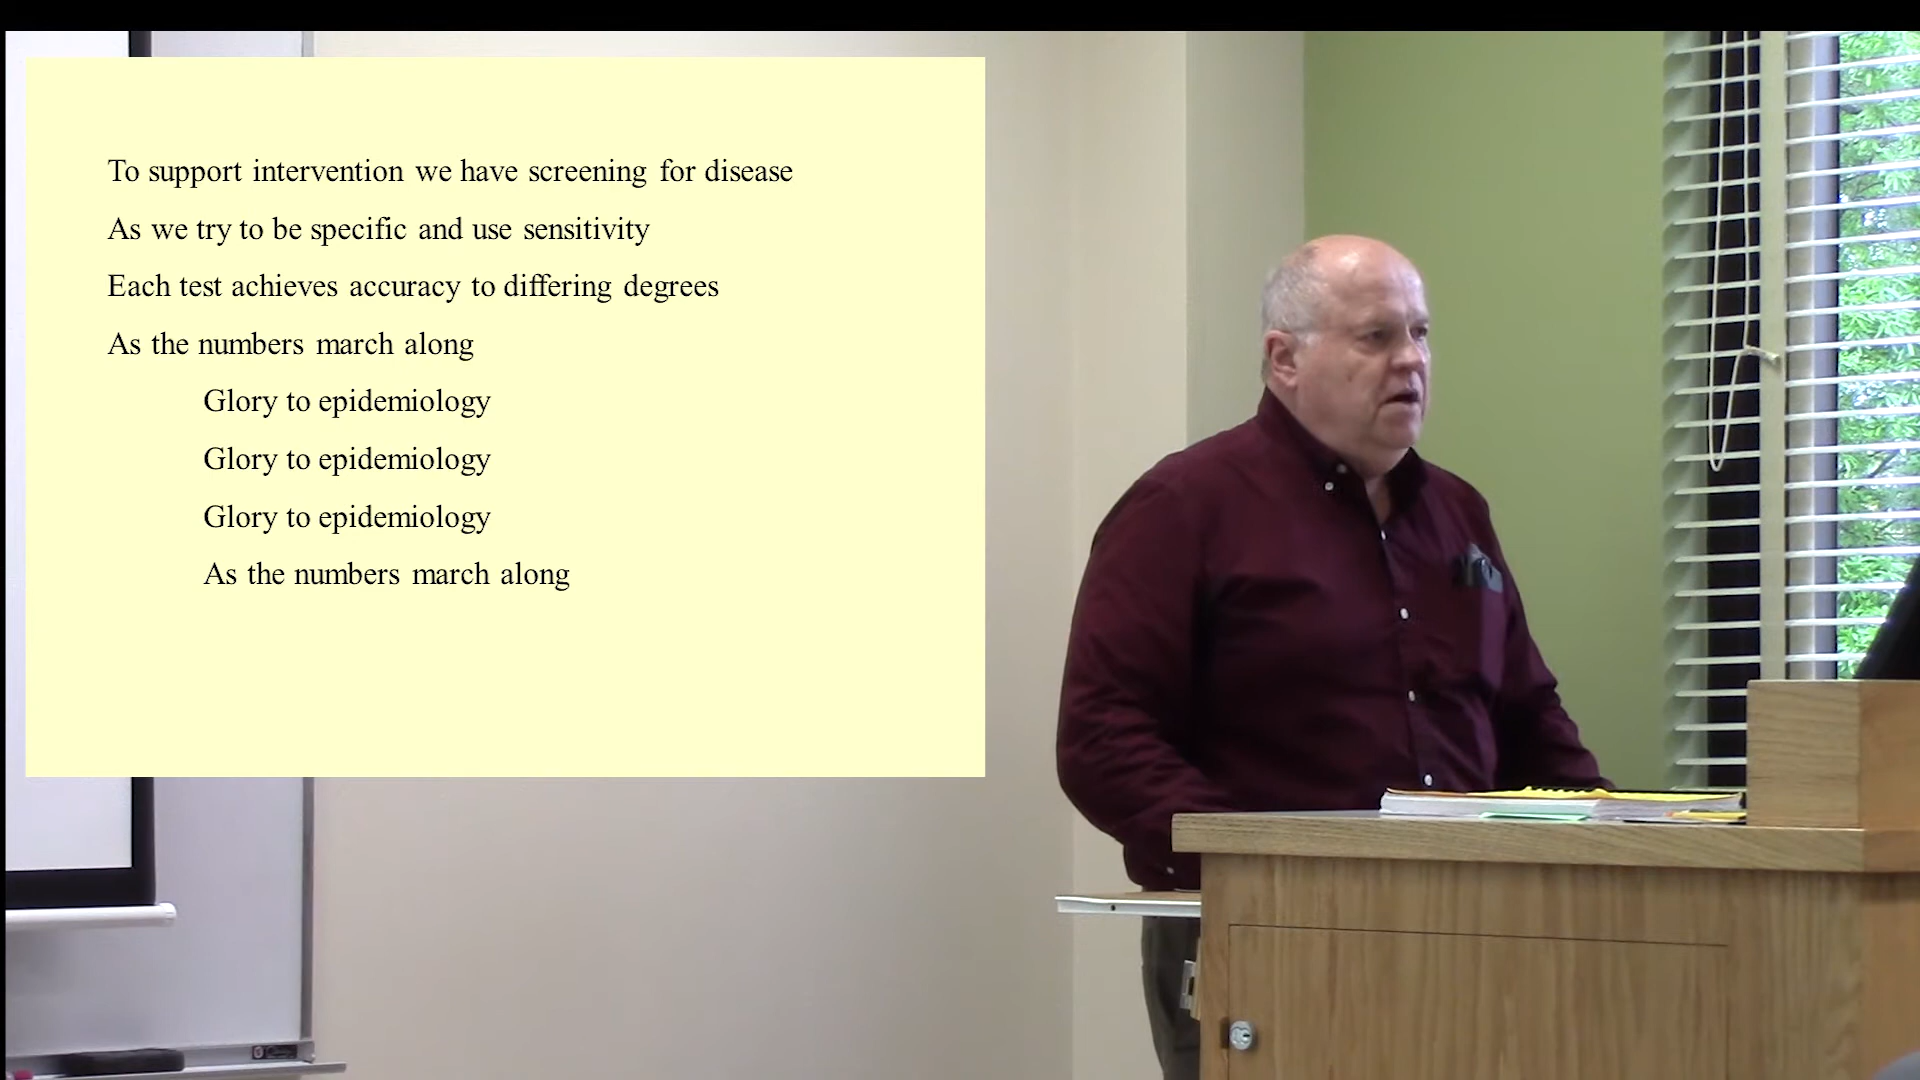 To support intervention we have screening for disease
As we try to be specific and use sensitivity
Each test achieves accuracy to differing degrees
As the numbers march along
Glory to epidemiology
Glory to epidemiology
Glory to epidemiology
As the numbers march along